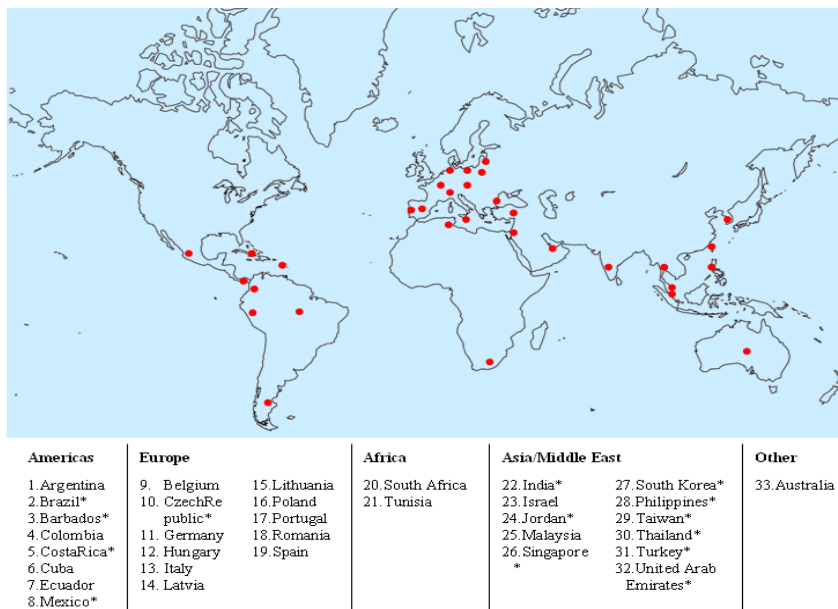 Americas
1.Argentina
2.Brazil*
3.Barbados*
4.Colombia
5.CostaRica*
6.Cuba
7.Ecuador
8.Mexico*
Europe
9. Belgium
10. CzechRe
public*
11. Germany
12. Hungary
13. Italy
14. Latvia
15.Lithuania
16.Poland
17.Portugal
18.Romania
19.Spain
Africa
20.South Africa
21.Tunisia
Asia/Middle East
22.India*
23.Israel
24.Jordan*
25.Malaysia
26.Singapore
*
27.South Korea*
28.Philippines*
29.Taiwan*
30.Thailand*
31.Turkey*
32.United Arab
Emirates*
Other
33.Australia